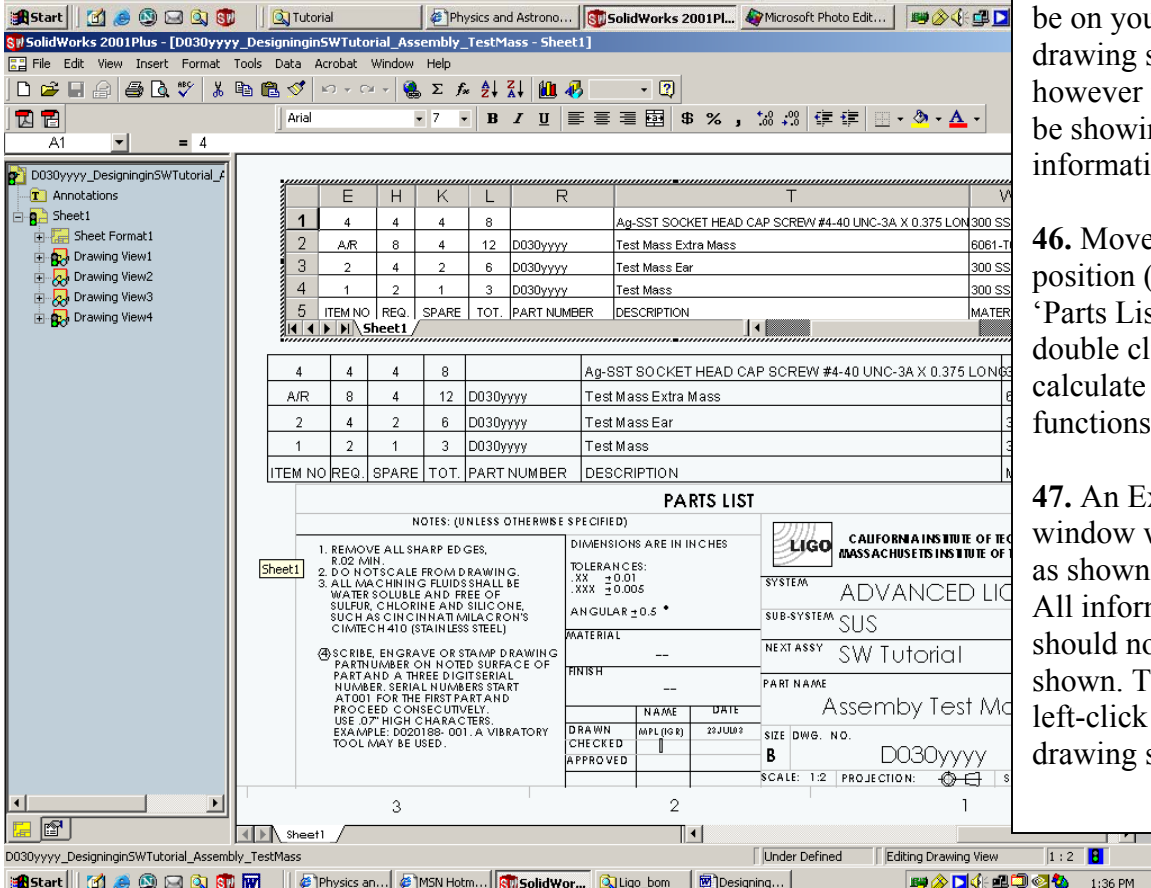 Start Tutorial Physics and Astrono... SolidWorks 2001Pl... Microsoft Photo Edit...
SolidWorks 2001Plus - [D030yyyy_DesigninginSWTutorial_Assembly_TestMass - Sheet1]
File Edit View Insert Format Tools Data Acrobat Window Help
Arial 7 B I U $ % ,
A1 = 4
D030yyyy_DesigninginSWTutorial_A
Annotations
Sheet1
Sheet Format1
Drawing View1
Drawing View2
Drawing View3
Drawing View4
E H K L R T W
1 4 4 4 8 Ag-SST SOCKET HEAD CAP SCREW #4-40 UNC-3A X 0.375 LON 300 SS
2 A/R 8 4 12 D030yyyy Test Mass Extra Mass 6061-T
3 2 4 2 6 D030yyyy Test Mass Ear 300 SS
4 1 2 1 3 D030yyyy Test Mass 300 SS
5 ITEM NO REQ. SPARE TOT. PART NUMBER DESCRIPTION MATER
Sheet1
4 4 4 8 Ag-SST SOCKET HEAD CAP SCREW #4-40 UNC-3A X 0.375 LONG
A/R 8 4 12 D030yyyy Test Mass Extra Mass
2 4 2 6 D030yyyy Test Mass Ear
1 2 1 3 D030yyyy Test Mass
ITEM NO REQ. SPARE TOT. PART NUMBER DESCRIPTION
PARTS LIST
NOTES: (UNLESS OTHERWISE SPECIFIED)
1. REMOVE ALL SHARP EDGES,
R.02 MIN.
2. DO NOT SCALE FROM DRAWING.
3. ALL MACHINING FLUIDS SHALL BE
WATER SOLUBLE AND FREE OF
SULFUR, CHLORINE AND SILICONE,
SUCH AS CINCINNATI MILACRON'S
CIMTECH 410 (STAINLESS STEEL)
4 SCRIBE, ENGRAVE OR STAMP DRAWING
PART NUMBER ON NOTED SURFACE OF
PART AND A THREE DIGIT SERIAL
NUMBER. SERIAL NUMBERS START
AT 001 FOR THE FIRST PART AND
PROCEED CONSECUTIVELY.
USE .07" HIGH CHARACTERS.
EXAMPLE: D020188- 001. A VIBRATORY
TOOL MAY BE USED.
Sheet1
DIMENSIONS ARE IN INCHES
TOLERANCES:
.XX ±0.01
.XXX ±0.005
ANGULAR ±0.5 °
MATERIAL
--
FINISH
--
NAME DATE
DRAWN MPL (IGR) 23JUL03
CHECKED
APPROVED
LIGO
CALIFORNIA INSTITUTE OF TEC
MASSACHUSETTS INSTITUTE OF T
SYSTEM ADVANCED LIG
SUB-SYSTEM SUS
NEXT ASSY SW Tutorial
PART NAME
Assemby Test Ma
SIZE DWG. NO.
B D030yyyy
SCALE: 1:2 PROJECTION: S
3 2 1
Sheet1
D030yyyy_DesigninginSWTutorial_Assembly_TestMass Under Defined Editing Drawing View 1 : 2
Start Physics an... MSN Hotm... SolidWor... Ligo bom Designing... 1:36 PM
be on you
drawing s
however
be showin
informati
46. Move
position (
‘Parts Lis
double cl
calculate
functions
47. An Ex
window w
as shown
All inforn
should no
shown. T
left-click
drawing s